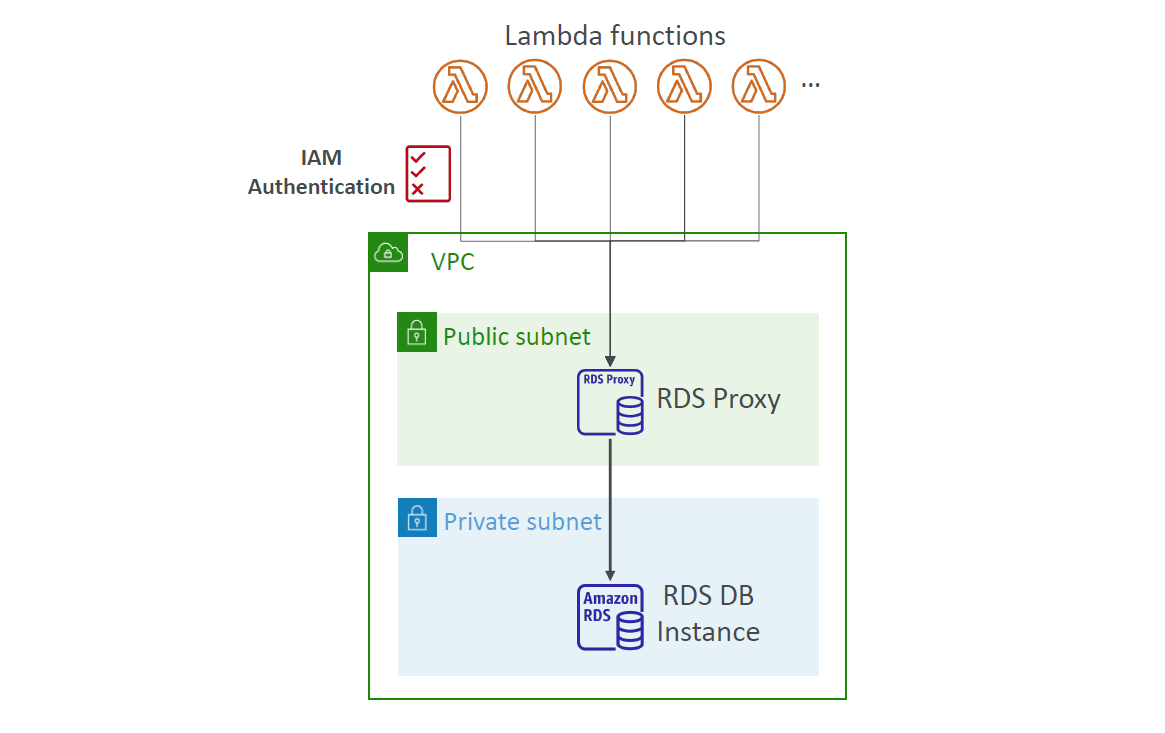 Lambda functions
...
IAM
Authentication
VPC
Public subnet
RDS Proxy
RDS Proxy
Private subnet
Amazon
RDS
RDS DB
Instance